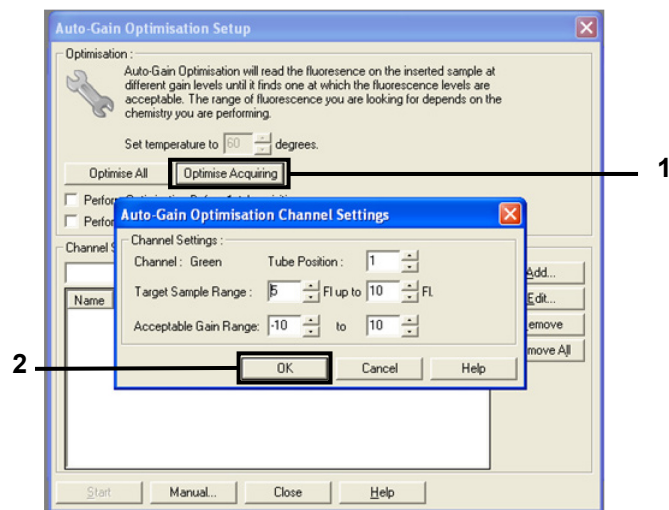 Auto-Gain Optimisation Setup
Optimisation :
Auto-Gain Optimisation will read the fluoresence on the inserted sample at
different gain levels until it finds one at which the fluorescence levels are
acceptable. The range of fluorescence you are looking for depends on the
chemistry you are performing.
Set temperature to 60 degrees.
Optimise All Optimise Acquiring 1
Perform
Perfor
Auto-Gain Optimisation Channel Settings
Channel Settings :
Channel : Green Tube Position : 1
Target Sample Range : 5 Fl up to 10 Fl.
Acceptable Gain Range: -10 to 10
OK Cancel Help
2
Channel S
Name
Add...
Edit...
emove
move All
Start Manual... Close Help